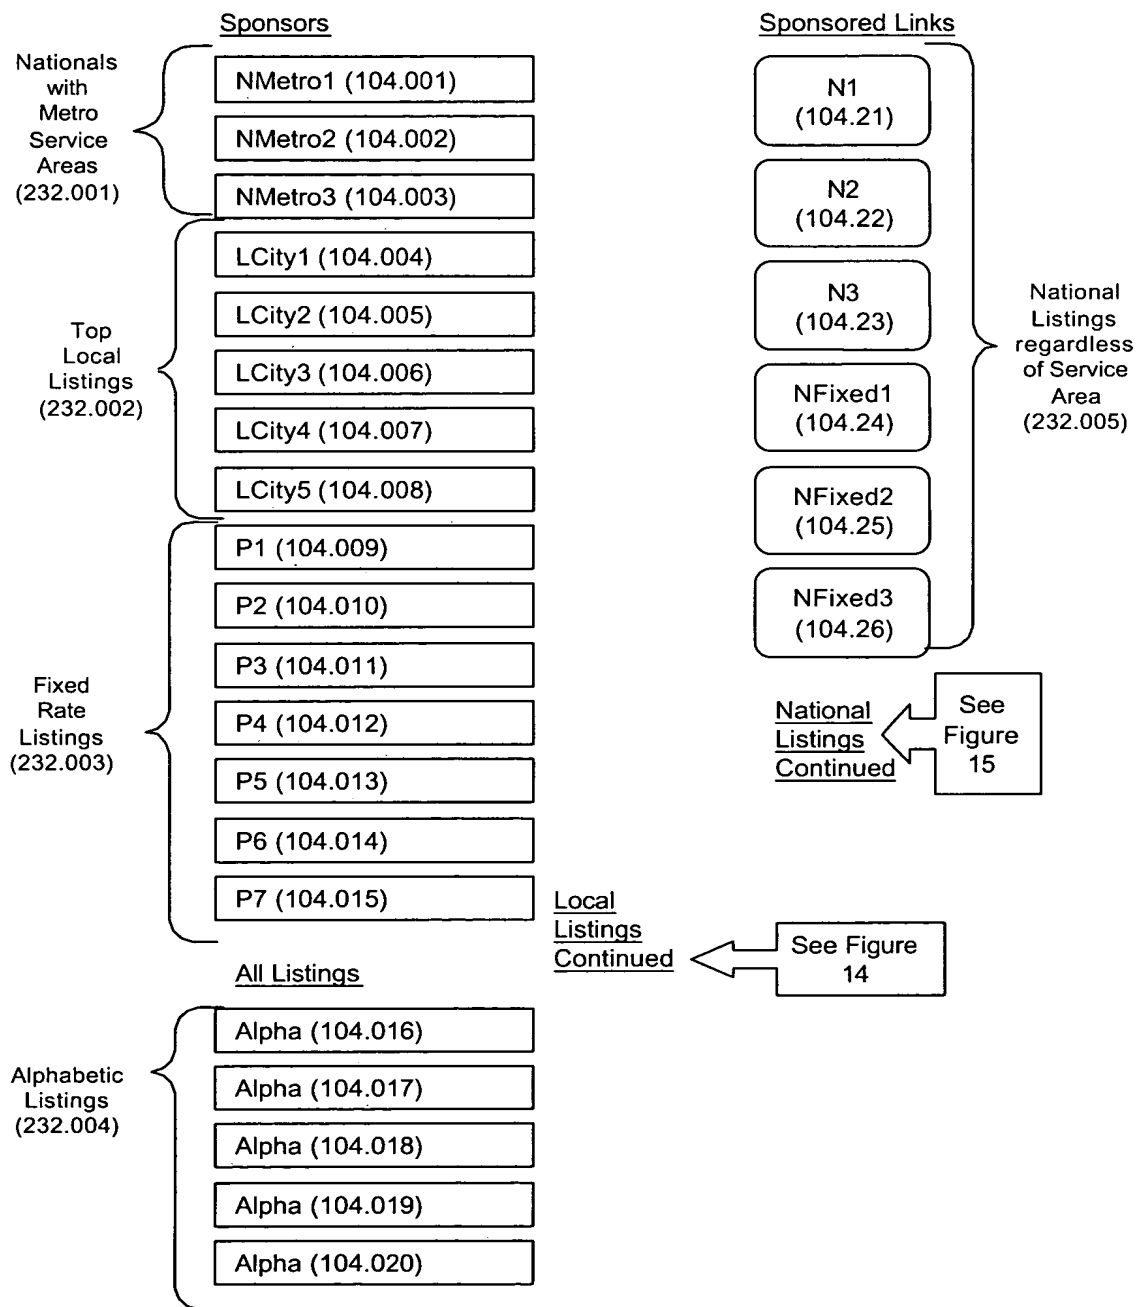 Sponsors
Nationals
with
Metro
Service
Areas
(232.001)
NMetro1 (104.001)
NMetro2 (104.002)
NMetro3 (104.003)
Top
Local
Listings
(232.002)
LCity1 (104.004)
LCity2 (104.005)
LCity3 (104.006)
LCity4 (104.007)
LCity5 (104.008)
Fixed
Rate
Listings
(232.003)
P1 (104.009)
P2 (104.010)
P3 (104.011)
P4 (104.012)
P5 (104.013)
P6 (104.014)
P7 (104.015)
Local
Listings
Continued
See Figure
14
All Listings
Alphabetic
Listings
(232.004)
Alpha (104.016)
Alpha (104.017)
Alpha (104.018)
Alpha (104.019)
Alpha (104.020)
Sponsored Links
N1
(104.21)
N2
(104.22)
N3
(104.23)
NFixed1
(104.24)
NFixed2
(104.25)
NFixed3
(104.26)
National
Listings
regardless
of Service
Area
(232.005)
National
Listings
Continued
See
Figure
15